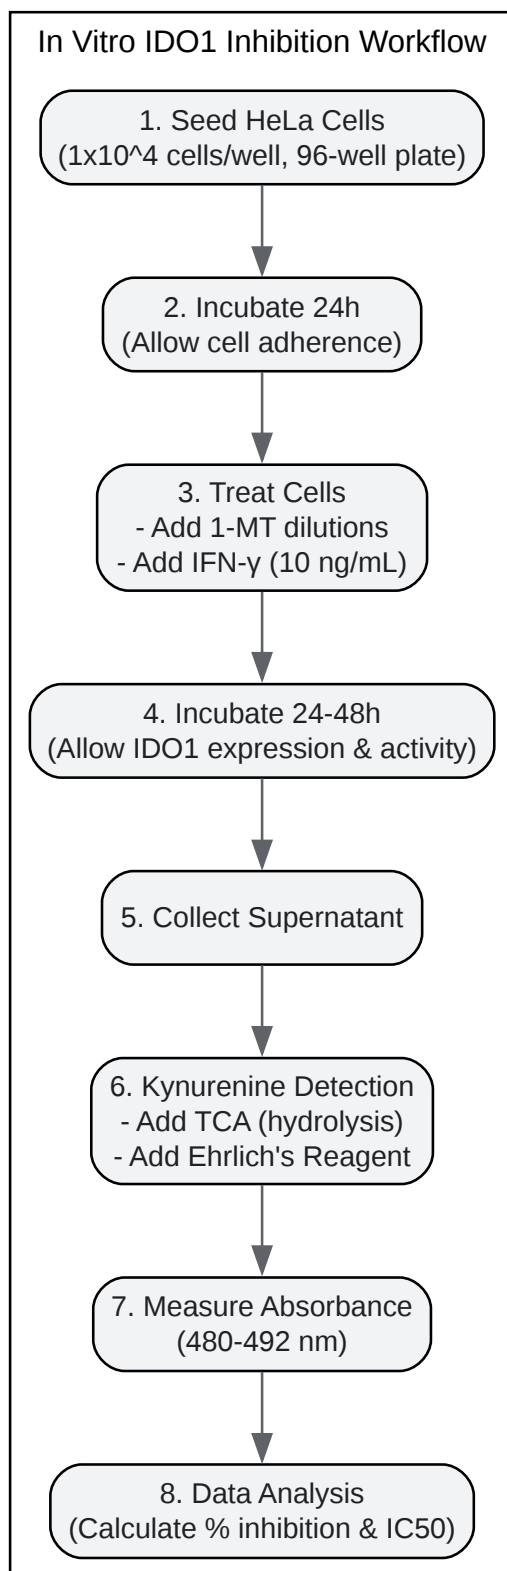 In Vitro IDO1 Inhibition Workflow
1. Seed HeLa Cells
(1x10^4 cells/well, 96-well plate)
2. Incubate 24h
(Allow cell adherence)
3. Treat Cells
- Add 1-MT dilutions
- Add IFN-γ (10 ng/mL)
4. Incubate 24-48h
(Allow IDO1 expression & activity)
5. Collect Supernatant
6. Kynurenine Detection
- Add TCA (hydrolysis)
- Add Ehrlich's Reagent
7. Measure Absorbance
(480-492 nm)
8. Data Analysis
(Calculate % inhibition & IC50)